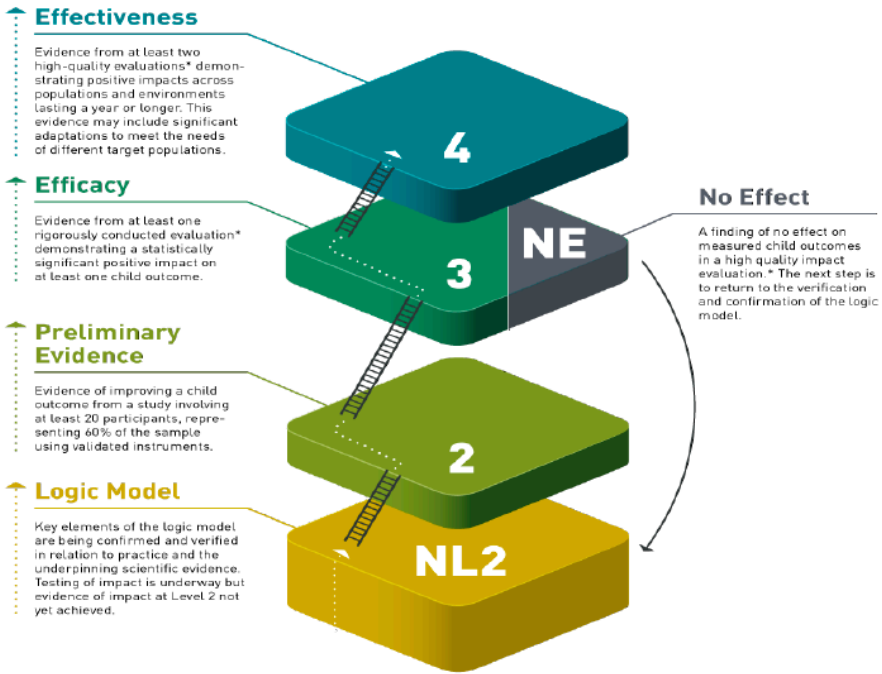 Effectiveness
Evidence from at least two
high-quality evaluations* demon-
strating positive impacts across
populations and environments
lasting a year or longer. This
evidence may include significant
adaptations to meet the needs
of different target populations.
4
Efficacy
Evidence from at least one
rigorously conducted evaluation*
demonstrating a statistically
significant positive impact on
at least one child outcome.
3
NE
No Effect
A finding of no effect on
measured child outcomes
in a high quality impact
evaluation.* The next step is
to return to the verification
and confirmation of the logic
model.
Preliminary
Evidence
Evidence of improving a child
outcome from a study involving
at least 20 participants, repre-
senting 60% of the sample
using validated instruments.
2
Logic Model
Key elements of the logic model
are being confirmed and verified
in relation to practice and the
underpinning scientific evidence.
Testing of impact is underway but
evidence of impact at Level 2 not
yet achieved.
NL2